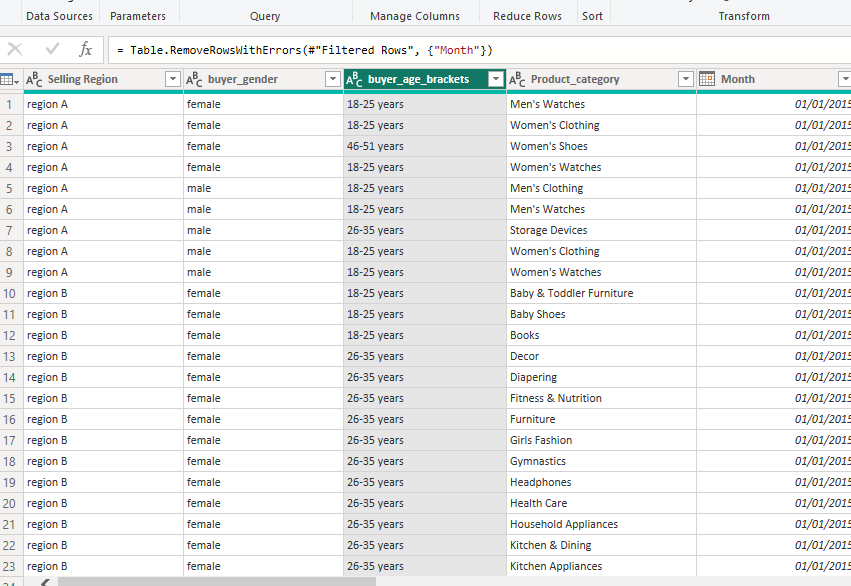 Data Sources Parameters Query Manage Columns Reduce Rows Sort Transform
fx = Table.RemoveRowsWithErrors(#"Filtered Rows", {"Month"})
ABC Selling Region ABC buyer_gender ABC buyer_age_brackets ABC Product_category Month
1 region A female 18-25 years Men's Watches 01/01/2015
2 region A female 18-25 years Women's Clothing 01/01/2015
3 region A female 46-51 years Women's Shoes 01/01/2015
4 region A female 18-25 years Women's Watches 01/01/2015
5 region A male 18-25 years Men's Clothing 01/01/2015
6 region A male 18-25 years Men's Watches 01/01/2015
7 region A male 26-35 years Storage Devices 01/01/2015
8 region A male 18-25 years Women's Clothing 01/01/2015
9 region A male 18-25 years Women's Watches 01/01/2015
10 region B female 18-25 years Baby & Toddler Furniture 01/01/2015
11 region B female 18-25 years Baby Shoes 01/01/2015
12 region B female 18-25 years Books 01/01/2015
13 region B female 26-35 years Decor 01/01/2015
14 region B female 26-35 years Diapering 01/01/2015
15 region B female 26-35 years Fitness & Nutrition 01/01/2015
16 region B female 26-35 years Furniture 01/01/2015
17 region B female 26-35 years Girls Fashion 01/01/2015
18 region B female 26-35 years Gymnastics 01/01/2015
19 region B female 26-35 years Headphones 01/01/2015
20 region B female 26-35 years Health Care 01/01/2015
21 region B female 26-35 years Household Appliances 01/01/2015
22 region B female 26-35 years Kitchen & Dining 01/01/2015
23 region B female 26-35 years Kitchen Appliances 01/01/2015